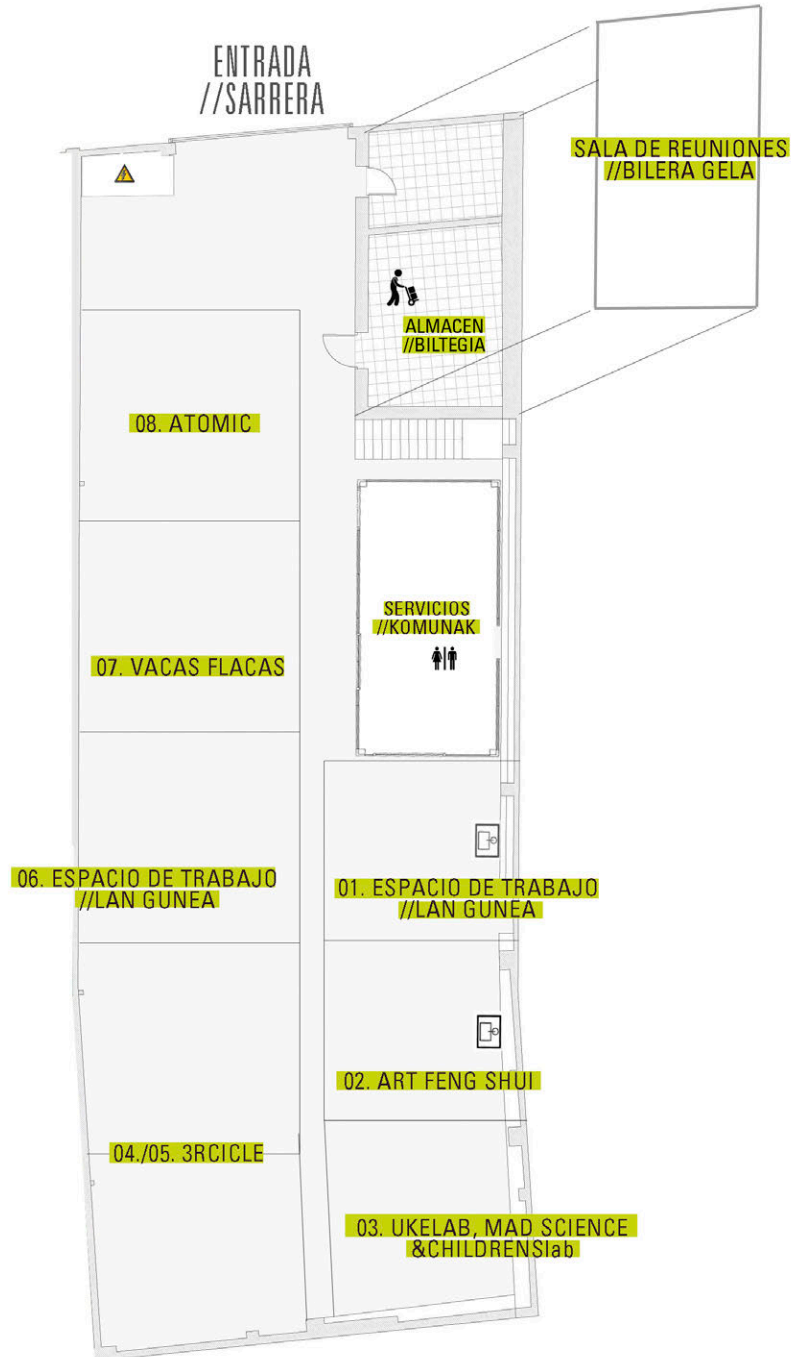 ENTRADA
//SARRERA
SALA DE REUNIONES
//BILERA GELA
ALMACEN
//BILTEGIA
08. ATOMIC
SERVICIOS
//KOMUNAK
07. VACAS FLACAS
06. ESPACIO DE TRABAJO
//LAN GUNEA
01. ESPACIO DE TRABAJO
//LAN GUNEA
02. ART FENG SHUI
04./05. 3RCICLE
03. UKELAB, MAD SCIENCE
&CHILDRENSlab